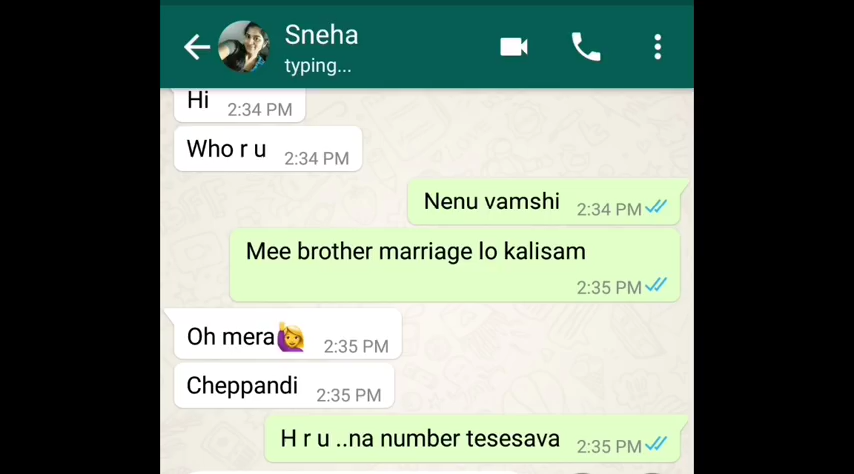 Sneha
typing...
Hi 2:34 PM
Who r u 2:34 PM
Nenu vamshi 2:34 PM
Mee brother marriage lo kalisam
2:35 PM
Oh mera🙋‍♀️ 2:35 PM
Cheppandi 2:35 PM
H r u ..na number tesesava 2:35 PM